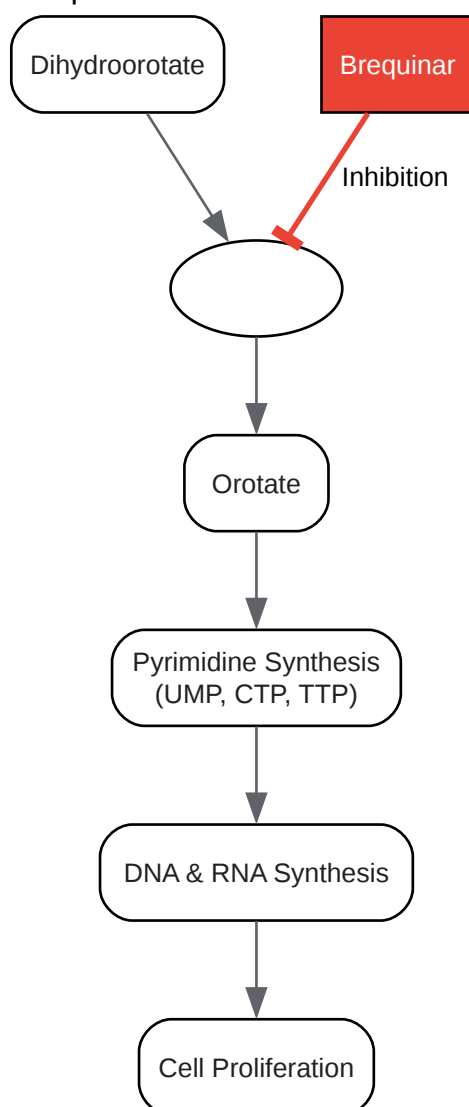 Dihydroorotate
Brequinar
Inhibition
Orotate
Pyrimidine Synthesis
(UMP, CTP, TTP)
DNA & RNA Synthesis
Cell Proliferation